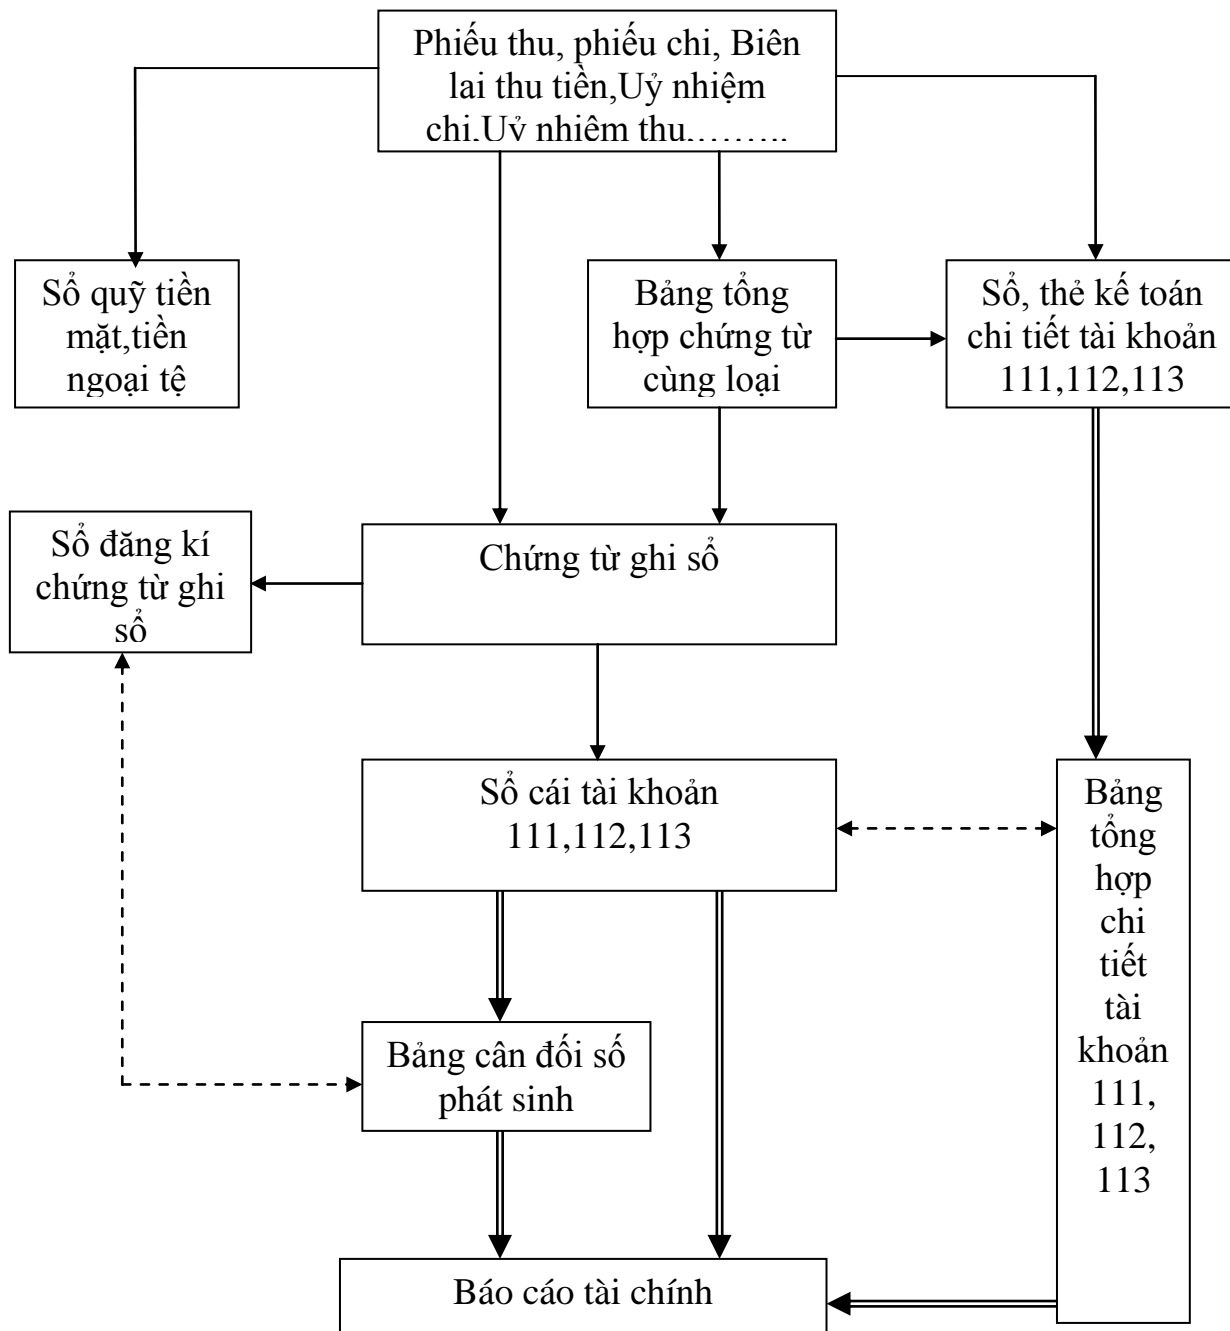 Phiếu thu, phiếu chi, Biên
lai thu tiền,Uỷ nhiệm
chi,Uỷ nhiệm thu,………
Sổ quỹ tiền
mặt,tiền
ngoại tệ
Bảng tổng
hợp chứng từ
cùng loại
Sổ, thẻ kế toán
chi tiết tài khoản
111,112,113
Sổ đăng kí
chứng từ ghi
sổ
Chứng từ ghi sổ
Sổ cái tài khoản
111,112,113
Bảng
tổng
hợp
chi
tiết
tài
khoản
111,
112,
113
Bảng cân đối số
phát sinh
Báo cáo tài chính